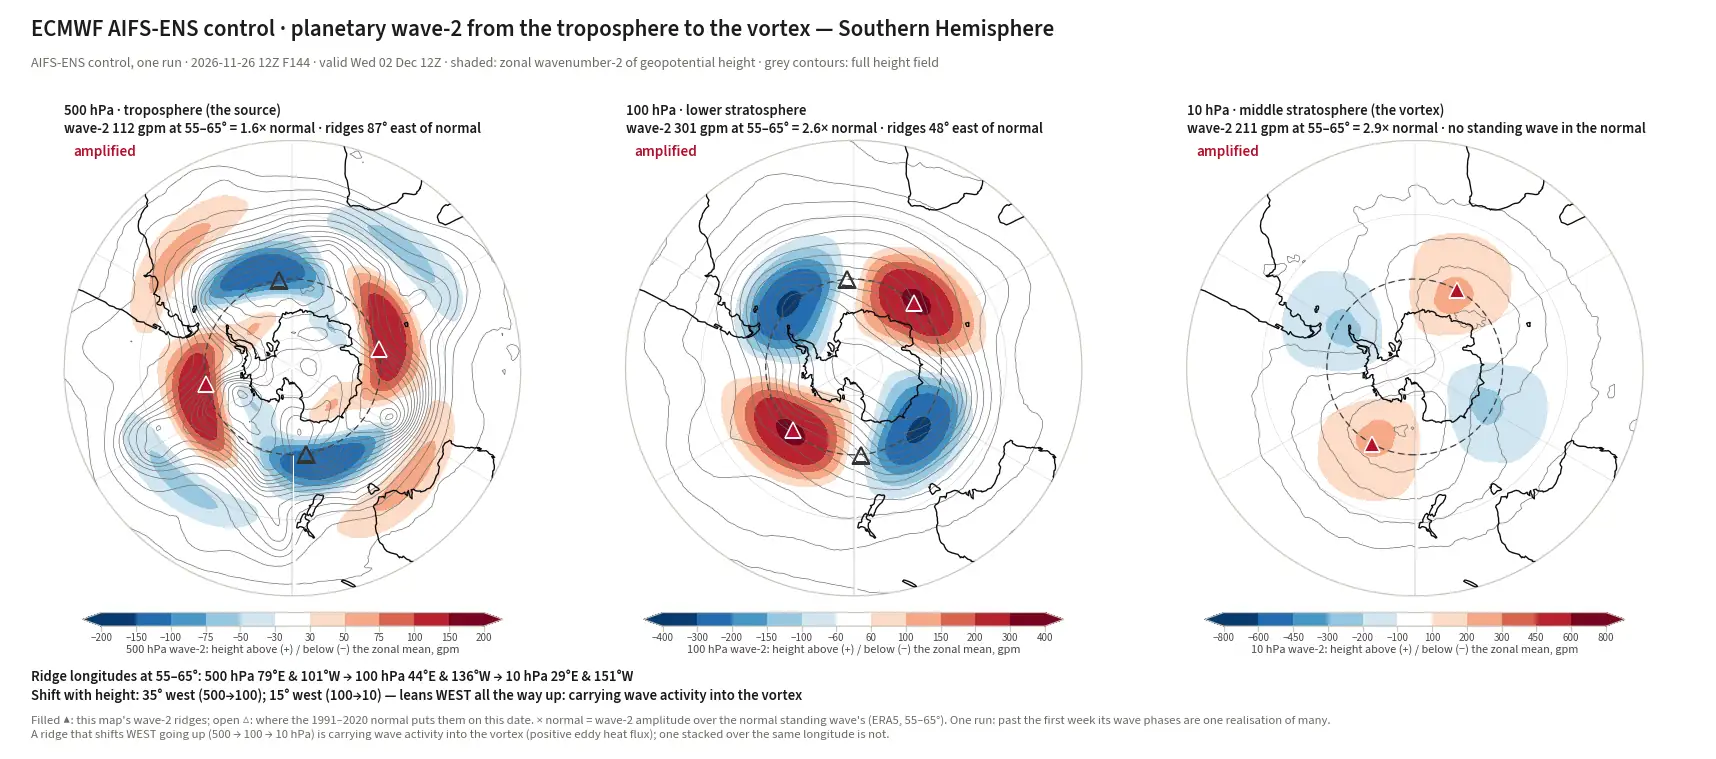 ECMWF AIFS-ENS control · planetary wave-2 from the troposphere to the vortex — Southern Hemisphere
AIFS-ENS control, one run · 2026-11-26 12Z F144 · valid Wed 02 Dec 12Z · shaded: zonal wavenumber-2 of geopotential height · grey contours: full height field
500 hPa · troposphere (the source)
wave-2 112 gpm at 55–65° = 1.6× normal · ridges 87° east of normal
amplified
100 hPa · lower stratosphere
wave-2 301 gpm at 55–65° = 2.6× normal · ridges 48° east of normal
amplified
10 hPa · middle stratosphere (the vortex)
wave-2 211 gpm at 55–65° = 2.9× normal · no standing wave in the normal
amplified
−200 −150 −100 −75 −50 −30 30 50 75 100 150 200
500 hPa wave-2: height above (+) / below (−) the zonal mean, gpm
−400 −300 −200 −150 −100 −60 60 100 150 200 300 400
100 hPa wave-2: height above (+) / below (−) the zonal mean, gpm
−800 −600 −450 −300 −200 −100 100 200 300 450 600 800
10 hPa wave-2: height above (+) / below (−) the zonal mean, gpm
Ridge longitudes at 55–65°: 500 hPa 79°E & 101°W → 100 hPa 44°E & 136°W → 10 hPa 29°E & 151°W
Shift with height: 35° west (500→100); 15° west (100→10) — leans WEST all the way up: carrying wave activity into the vortex
Filled ▲: this map's wave-2 ridges; open △: where the 1991–2020 normal puts them on this date. × normal = wave-2 amplitude over the normal standing wave's (ERA5, 55–65°). One run: past the first week its wave phases are one realisation of many.
A ridge that shifts WEST going up (500 → 100 → 10 hPa) is carrying wave activity into the vortex (positive eddy heat flux); one stacked over the same longitude is not.